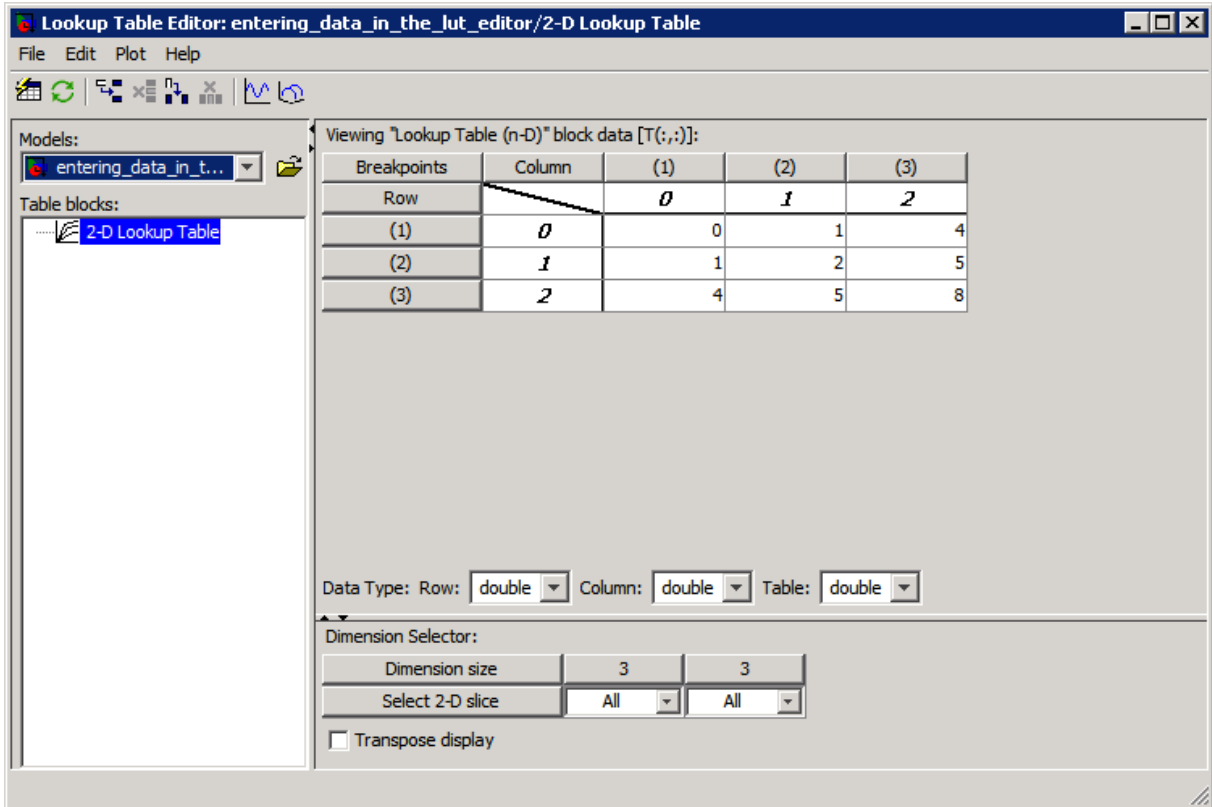 Lookup Table Editor: entering_data_in_the_lut_editor/2-D Lookup Table
File Edit Plot Help
Models:
entering_data_in_t...
Table blocks:
2-D Lookup Table
Viewing "Lookup Table (n-D)" block data [T(:,:)]:
Breakpoints Column (1) (2) (3)
Row 0 1 2
(1) 0 0 1 4
(2) 1 1 2 5
(3) 2 4 5 8
Data Type: Row: double Column: double Table: double
Dimension Selector:
Dimension size 3 3
Select 2-D slice All All
Transpose display